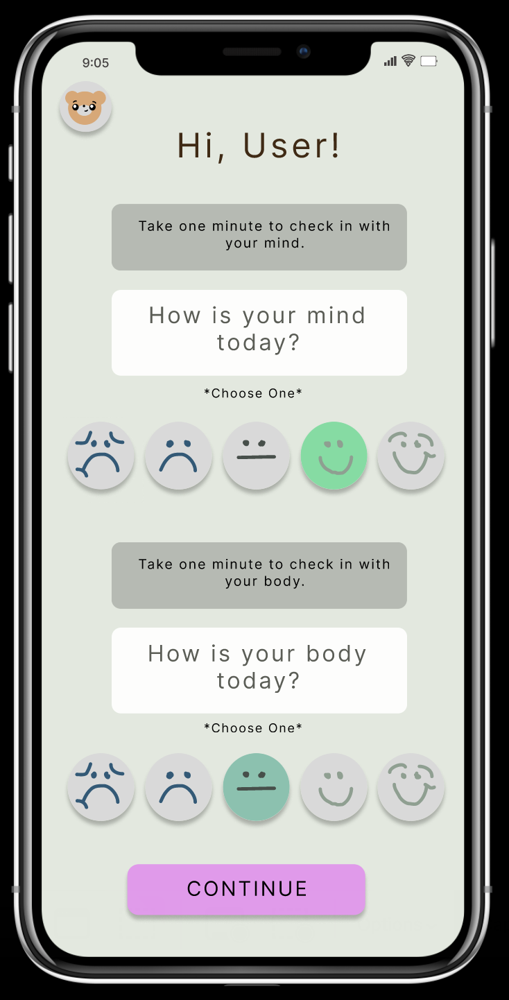 9:05
Hi, User!
Take one minute to check in with
your mind.
How is your mind
today?
*Choose One*
Take one minute to check in with
your body.
How is your body
today?
*Choose One*
CONTINUE